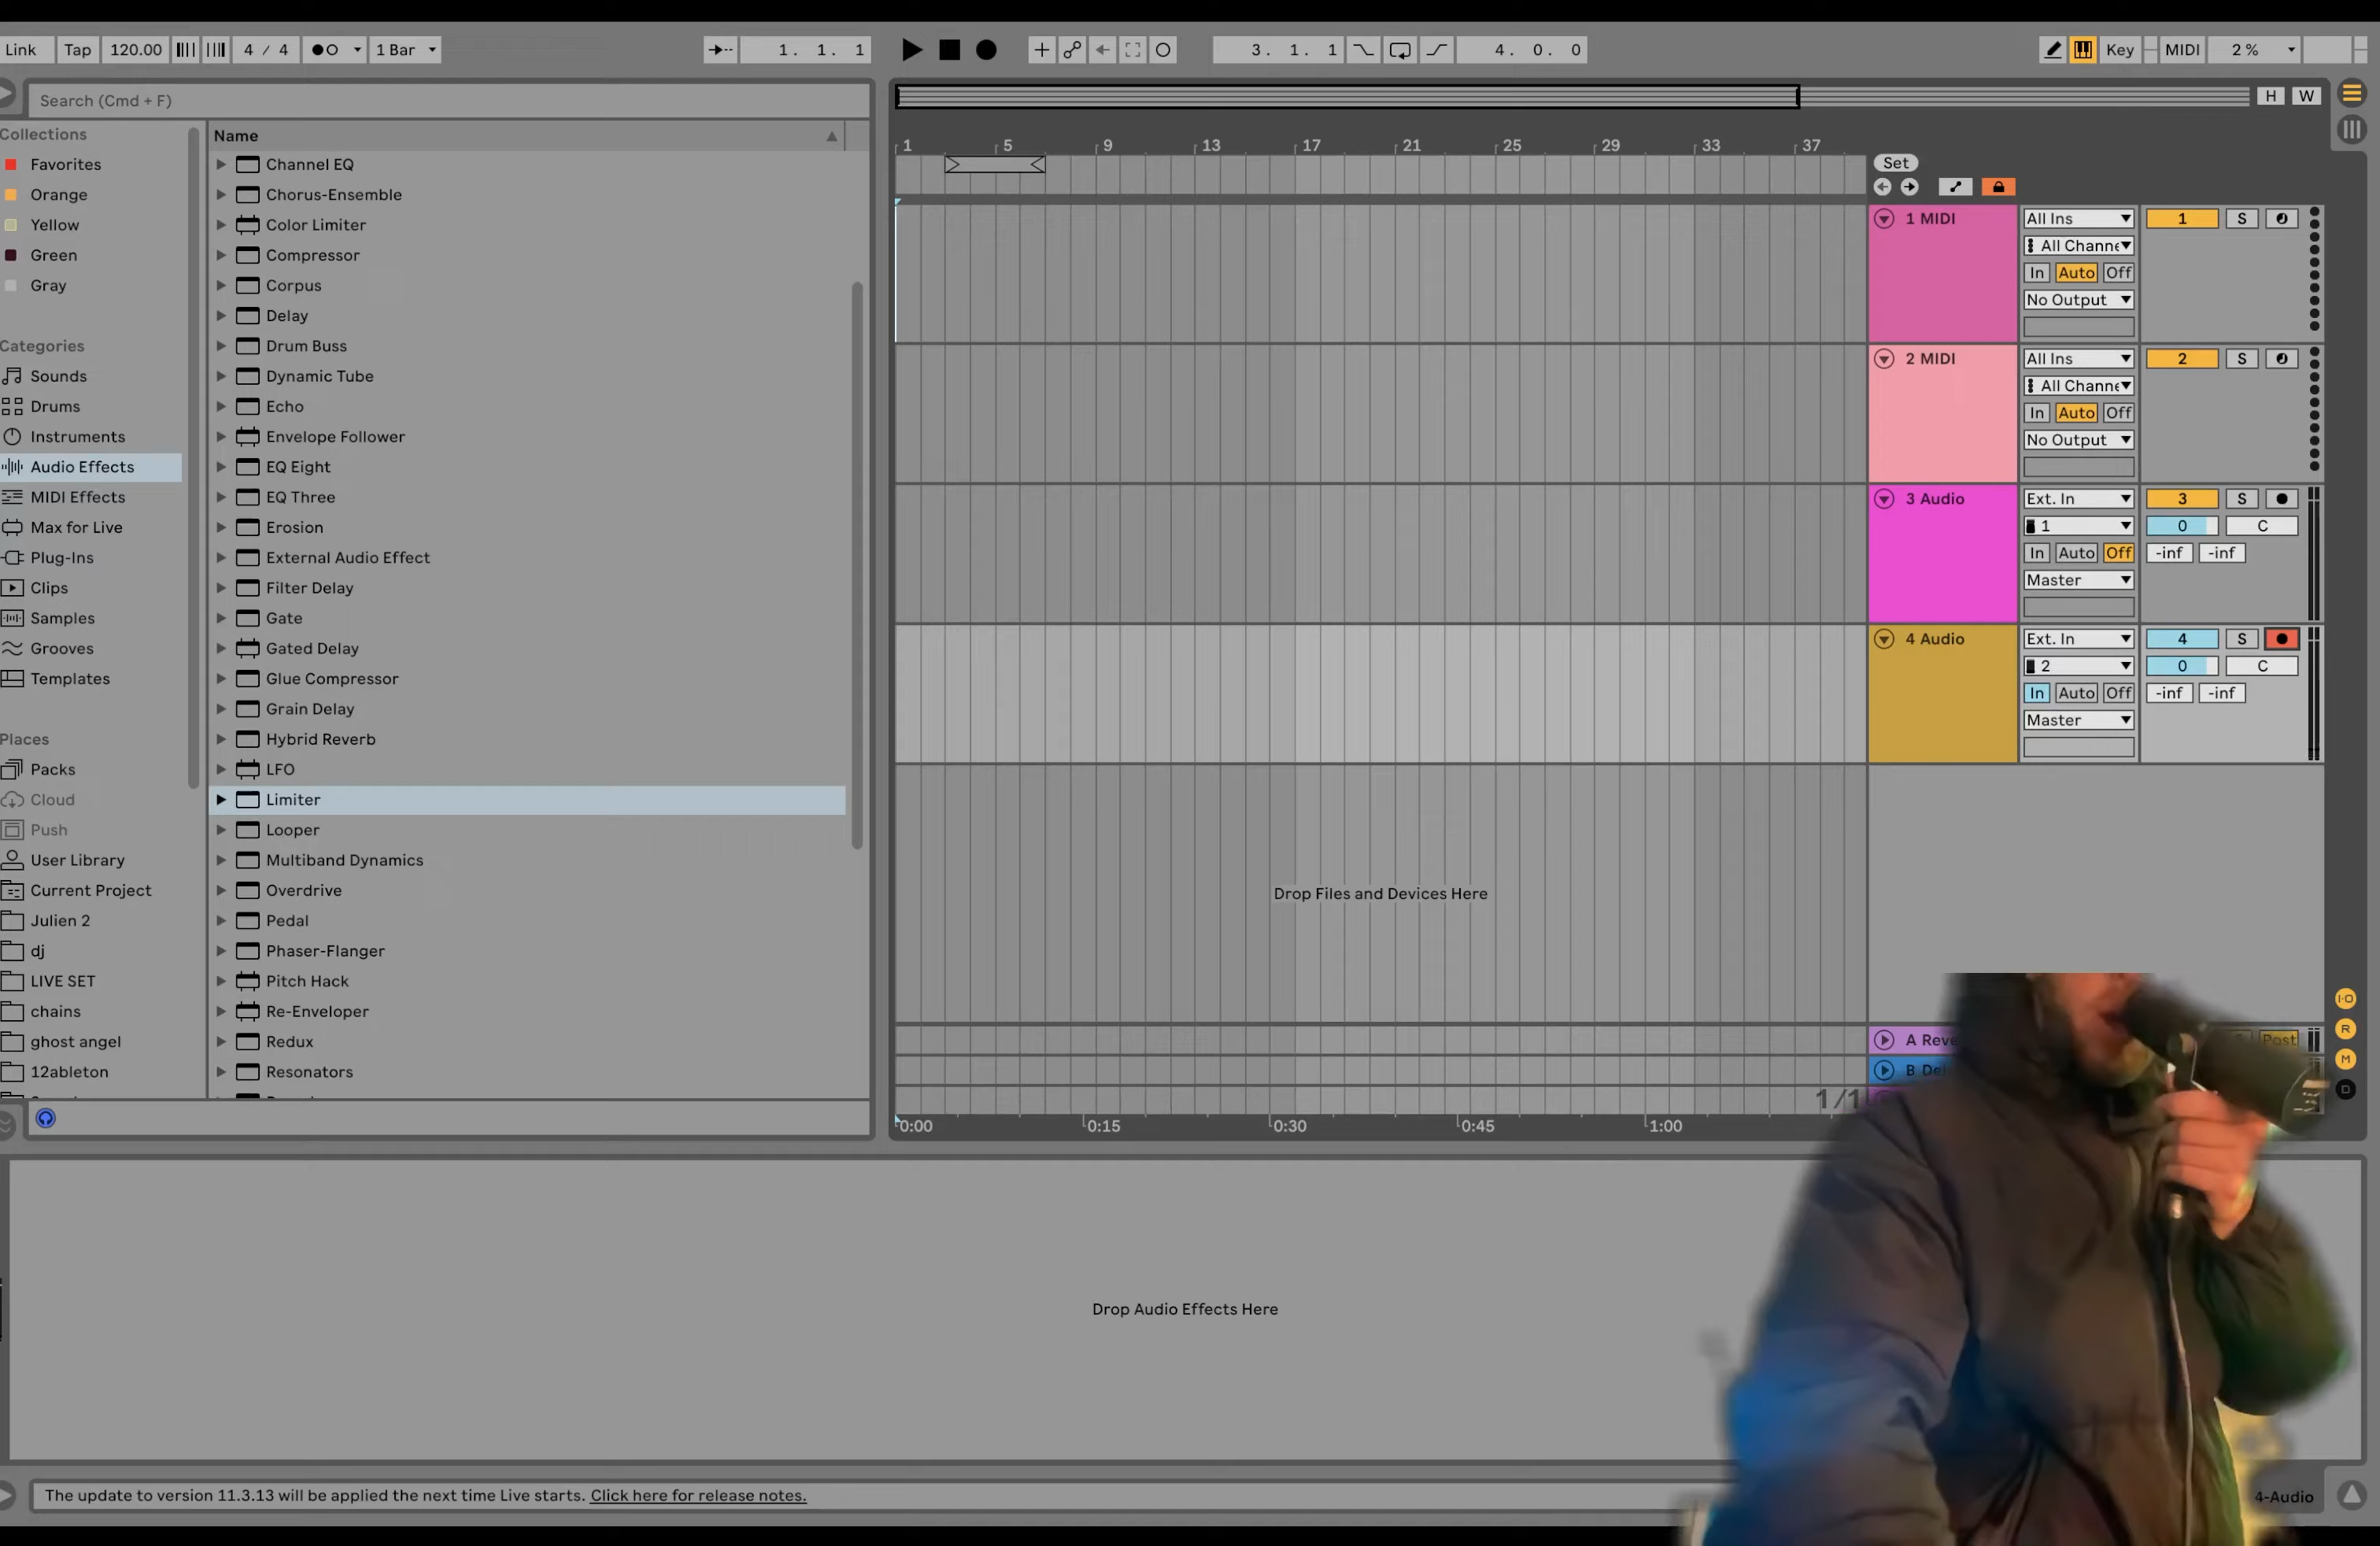 Link Tap 120.00 4 / 4 1 Bar 1. 1. 1 3. 1. 1 4. 0. 0 Key MIDI 2 %
Search (Cmd + F)
Collections
Favorites
Orange
Yellow
Green
Gray
Categories
Sounds
Drums
Instruments
Audio Effects
MIDI Effects
Max for Live
Plug-Ins
Clips
Samples
Grooves
Templates
Places
Packs
Cloud
Push
User Library
Current Project
Julien 2
dj
LIVE SET
chains
ghost angel
12ableton
Name
Channel EQ
Chorus-Ensemble
Color Limiter
Compressor
Corpus
Delay
Drum Buss
Dynamic Tube
Echo
Envelope Follower
EQ Eight
EQ Three
Erosion
External Audio Effect
Filter Delay
Gate
Gated Delay
Glue Compressor
Grain Delay
Hybrid Reverb
LFO
Limiter
Looper
Multiband Dynamics
Overdrive
Pedal
Phaser-Flanger
Pitch Hack
Re-Enveloper
Redux
Resonators
H W
1 5 9 13 17 21 25 29 33 37
Set
1 MIDI All Ins 1 S
All Channe
In Auto Off
No Output
2 MIDI All Ins 2 S
All Channe
In Auto Off
No Output
3 Audio Ext. In 3 S
1 0 C
In Auto Off -inf -inf
Master
4 Audio Ext. In 4 S
2 0 C
In Auto Off -inf -inf
Master
Drop Files and Devices Here
I·O
A Reve Post
R
B Del
M
D
1/1
0:00 0:15 0:30 0:45 1:00
Drop Audio Effects Here
The update to version 11.3.13 will be applied the next time Live starts. Click here for release notes.
4-Audio